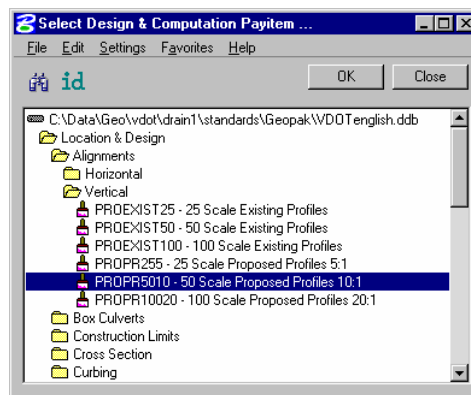 Select Design & Computation Payitem ...
File Edit Settings Favorites Help
id OK Close
C:\Data\Geo\vdot\drain1\standards\Geopak\VDOTenglish.ddb
Location & Design
Alignments
Horizontal
Vertical
PROEXIST25 - 25 Scale Existing Profiles
PROEXIST50 - 50 Scale Existing Profiles
PROEXIST100 - 100 Scale Existing Profiles
PROPR255 - 25 Scale Proposed Profiles 5:1
PROPR5010 - 50 Scale Proposed Profiles 10:1
PROPR10020 - 100 Scale Proposed Profiles 20:1
Box Culverts
Construction Limits
Cross Section
Curbing